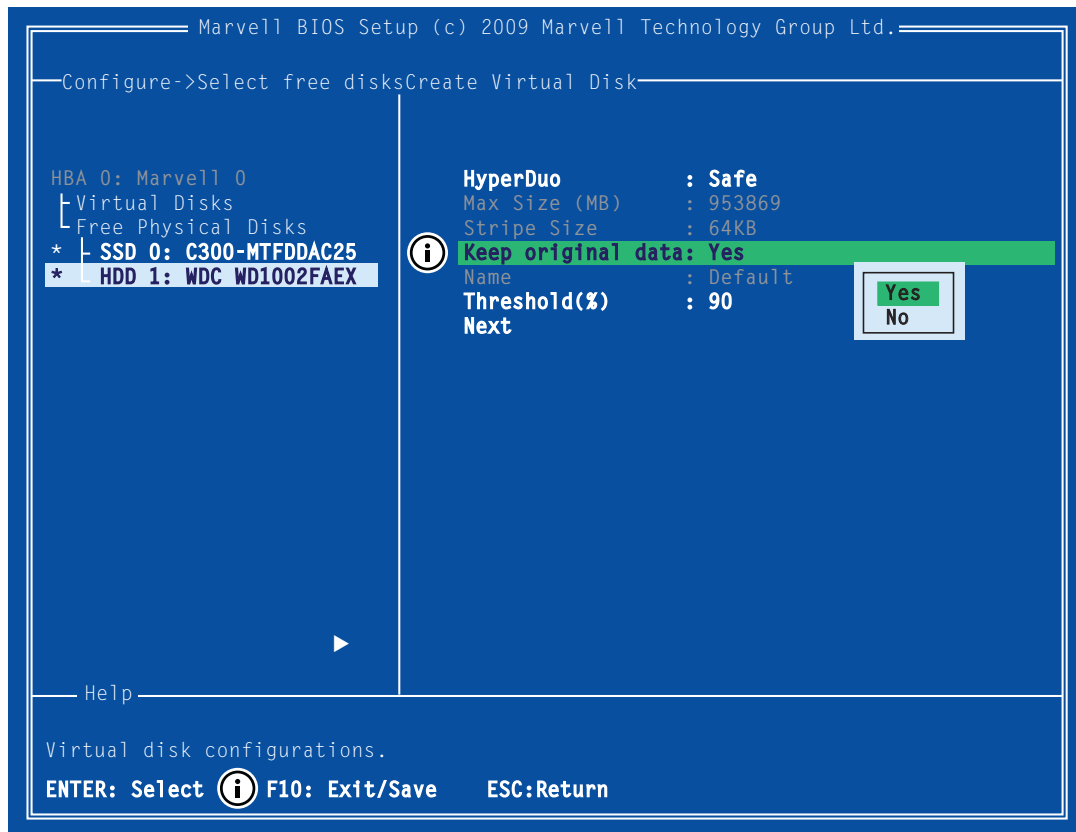 Marvell BIOS Setup (c) 2009 Marvell Technology Group Ltd.
Configure->Select free disksCreate Virtual Disk
HBA 0: Marvell 0
Virtual Disks
Free Physical Disks
* SSD 0: C300-MTFDDAC25
* HDD 1: WDC WD1002FAEX
HyperDuo : Safe
Max Size (MB) : 953869
Stripe Size : 64KB
i Keep original data: Yes
Name : Default
Threshold(%) : 90
Next
Yes
No
Help
Virtual disk configurations.
ENTER: Select i F10: Exit/Save ESC:Return